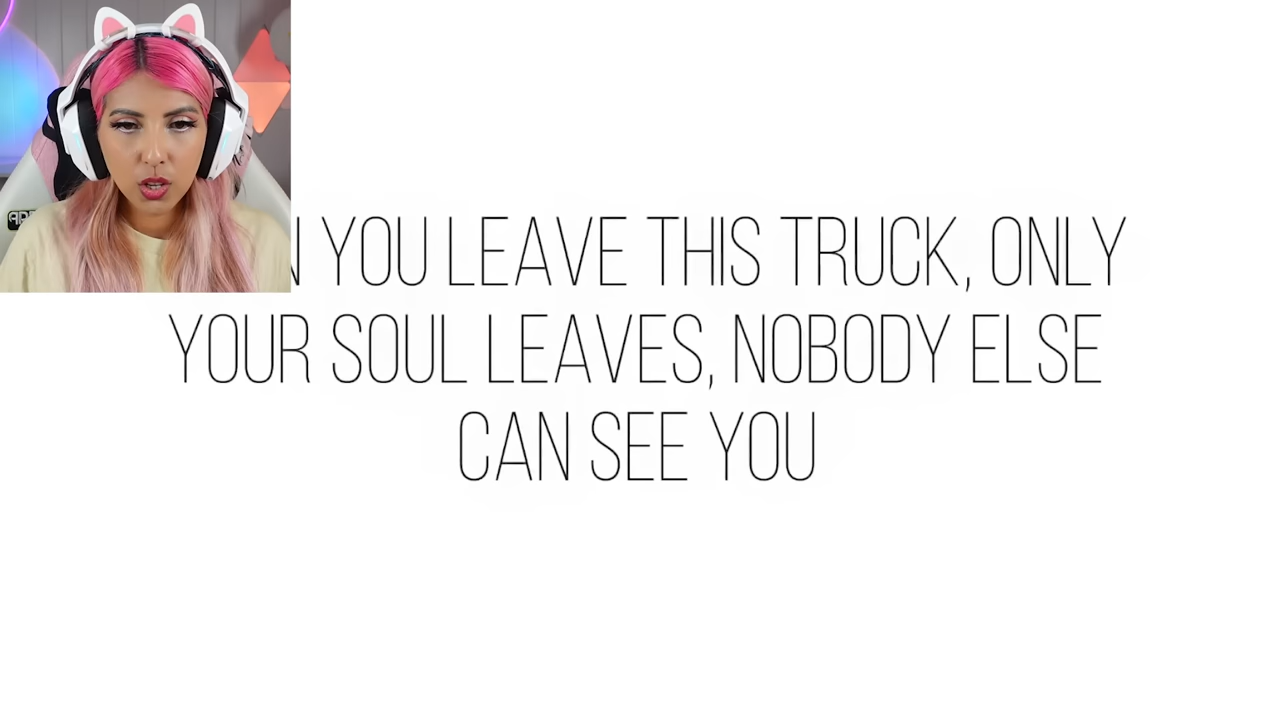 N YOU LEAVE THIS TRUCK, ONLY
YOUR SOUL LEAVES, NOBODY ELSE
CAN SEE YOU